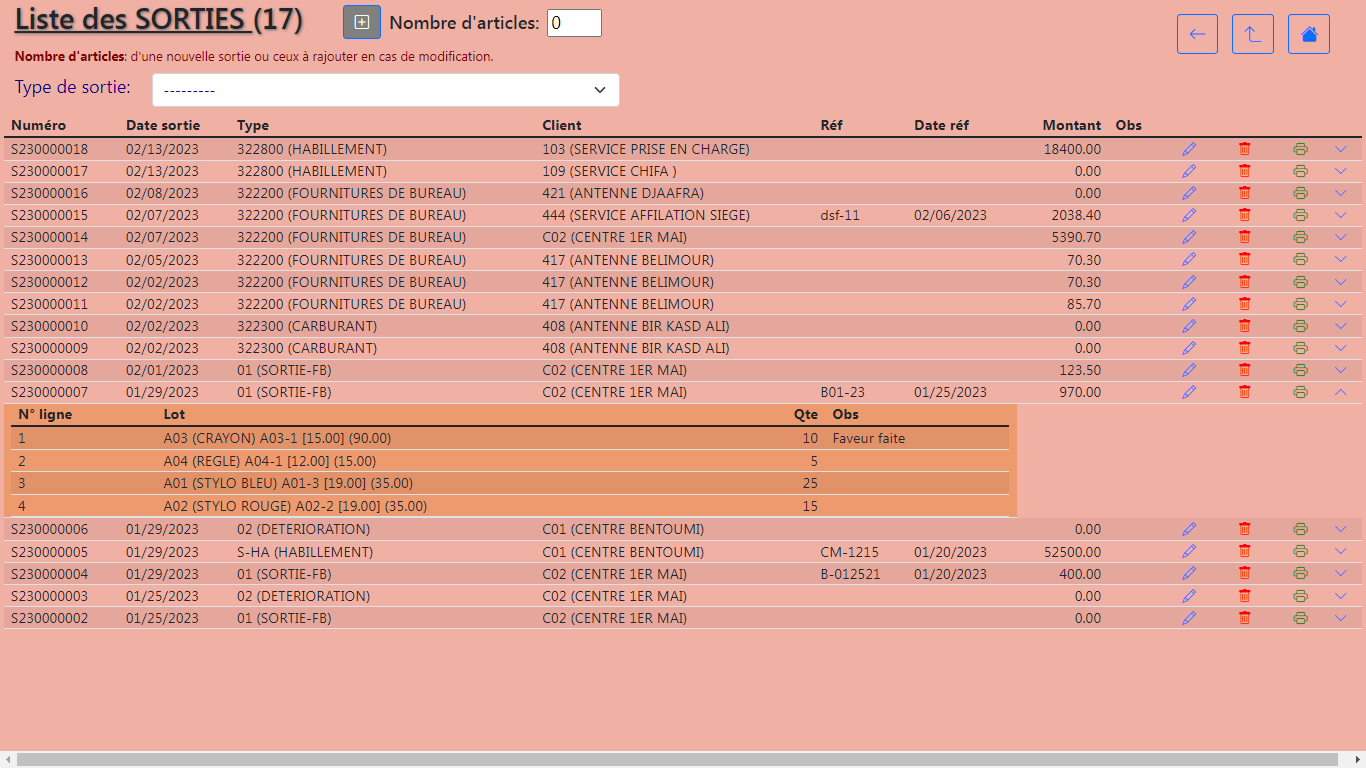 Liste des SORTIES (17) Nombre d'articles: 0
Nombre d'articles: d'une nouvelle sortie ou ceux à rajouter en cas de modification.
Type de sortie: ---------
Numéro Date sortie Type Client Réf Date réf Montant Obs
S230000018 02/13/2023 322800 (HABILLEMENT) 103 (SERVICE PRISE EN CHARGE) 18400.00
S230000017 02/13/2023 322800 (HABILLEMENT) 109 (SERVICE CHIFA ) 0.00
S230000016 02/08/2023 322200 (FOURNITURES DE BUREAU) 421 (ANTENNE DJAAFRA) 0.00
S230000015 02/07/2023 322200 (FOURNITURES DE BUREAU) 444 (SERVICE AFFILATION SIEGE) dsf-11 02/06/2023 2038.40
S230000014 02/07/2023 322200 (FOURNITURES DE BUREAU) C02 (CENTRE 1ER MAI) 5390.70
S230000013 02/05/2023 322200 (FOURNITURES DE BUREAU) 417 (ANTENNE BELIMOUR) 70.30
S230000012 02/02/2023 322200 (FOURNITURES DE BUREAU) 417 (ANTENNE BELIMOUR) 70.30
S230000011 02/02/2023 322200 (FOURNITURES DE BUREAU) 417 (ANTENNE BELIMOUR) 85.70
S230000010 02/02/2023 322300 (CARBURANT) 408 (ANTENNE BIR KASD ALI) 0.00
S230000009 02/02/2023 322300 (CARBURANT) 408 (ANTENNE BIR KASD ALI) 0.00
S230000008 02/01/2023 01 (SORTIE-FB) C02 (CENTRE 1ER MAI) 123.50
S230000007 01/29/2023 01 (SORTIE-FB) C02 (CENTRE 1ER MAI) B01-23 01/25/2023 970.00
N° ligne Lot Qte Obs
1 A03 (CRAYON) A03-1 [15.00] (90.00) 10 Faveur faite
2 A04 (REGLE) A04-1 [12.00] (15.00) 5
3 A01 (STYLO BLEU) A01-3 [19.00] (35.00) 25
4 A02 (STYLO ROUGE) A02-2 [19.00] (35.00) 15
S230000006 01/29/2023 02 (DETERIORATION) C01 (CENTRE BENTOUMI) 0.00
S230000005 01/29/2023 S-HA (HABILLEMENT) C01 (CENTRE BENTOUMI) CM-1215 01/20/2023 52500.00
S230000004 01/29/2023 01 (SORTIE-FB) C02 (CENTRE 1ER MAI) B-012521 01/20/2023 400.00
S230000003 01/25/2023 02 (DETERIORATION) C02 (CENTRE 1ER MAI) 0.00
S230000002 01/25/2023 01 (SORTIE-FB) C02 (CENTRE 1ER MAI) 0.00